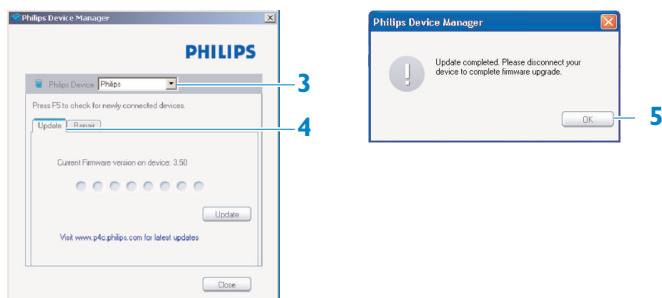 Philips Device Manager
PHILIPS
Philips Device Philips
3
Press F5 to check for newly connected devices.
Update Repair
4
Current Firmware version on device: 3.50
Update
Visit www.p4c.philips.com for latest updates
Close
Philips Device Manager
Update completed. Please disconnect your
device to complete firmware upgrade.
OK
5